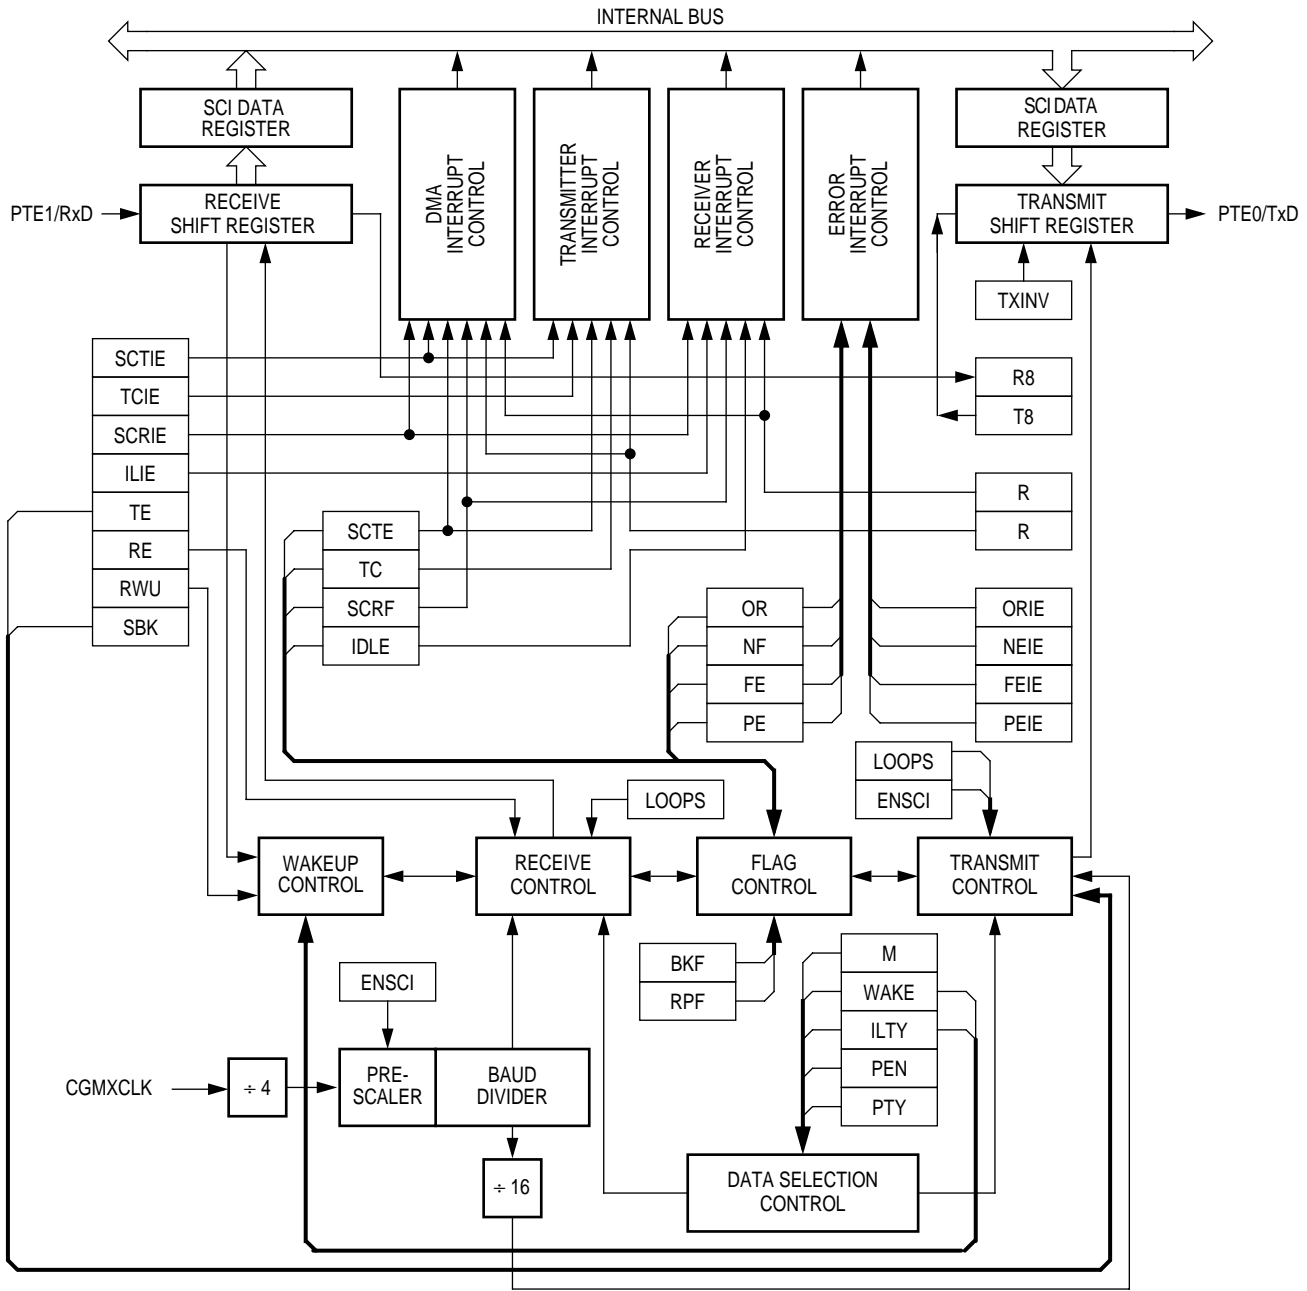 INTERNAL BUS
SCI DATA
REGISTER
DMA
INTERRUPT
CONTROL
TRANSMITTER
INTERRUPT
CONTROL
RECEIVER
INTERRUPT
CONTROL
ERROR
INTERRUPT
CONTROL
SCI DATA
REGISTER
PTE1/RxD
RECEIVE
SHIFT REGISTER
TRANSMIT
SHIFT REGISTER
PTE0/TxD
TXINV
SCTIE
TCIE
SCRIE
ILIE
TE
RE
RWU
SBK
R8
T8
R
R
SCTE
TC
SCRF
IDLE
OR
NF
FE
PE
ORIE
NEIE
FEIE
PEIE
LOOPS
ENSCI
LOOPS
WAKEUP
CONTROL
RECEIVE
CONTROL
FLAG
CONTROL
TRANSMIT
CONTROL
BKF
RPF
M
WAKE
ILTY
PEN
PTY
ENSCI
CGMXCLK
÷ 4
PRE-
SCALER
BAUD
DIVIDER
÷ 16
DATA SELECTION
CONTROL